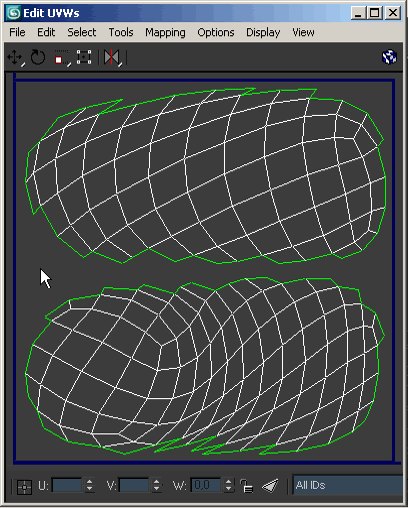 Edit UVWs
File Edit Select Tools Mapping Options Display View
U: V: W: 0,0 All IDs